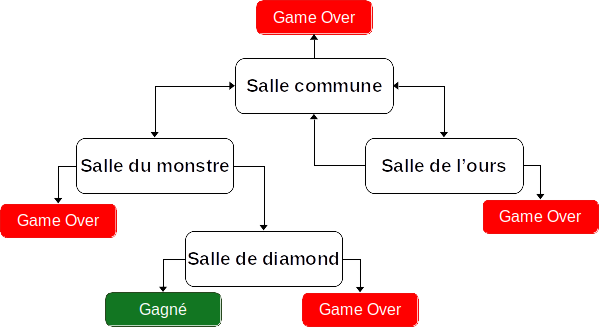 Game Over
Salle commune
Salle du monstre
Salle de l’ours
Game Over
Game Over
Salle de diamond
Gagné
Game Over